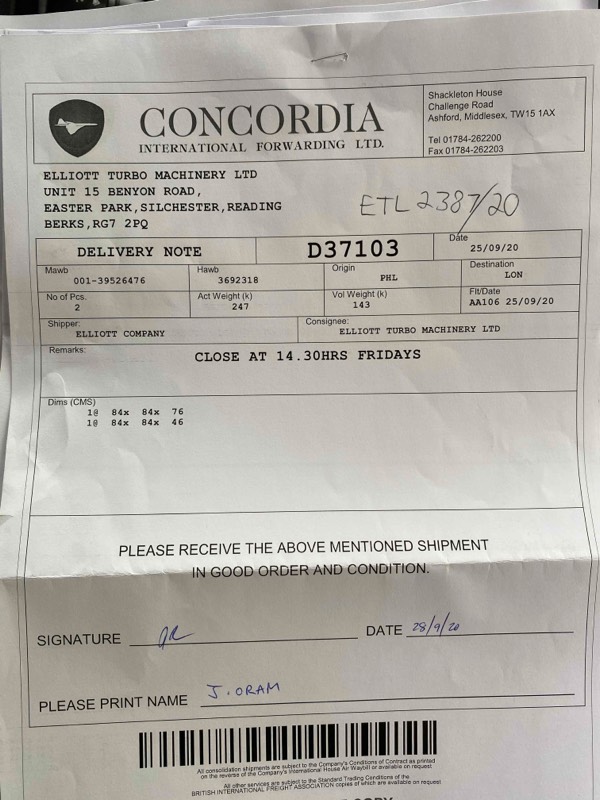 CONCORDIA
INTERNATIONAL FORWARDING LTD.
Shackleton House
Challenge Road
Ashford, Middlesex, TW15 1AX
Tel 01784-262200
Fax 01784-262203
ELLIOTT TURBO MACHINERY LTD
UNIT 15 BENYON ROAD,
EASTER PARK,SILCHESTER,READING
BERKS,RG7 2PQ
ETL 2387/20
DELIVERY NOTE D37103 Date 25/09/20
Mawb 001-39526476 Hawb 3692318 Origin PHL Destination LON
No of Pcs. 2 Act Weight (k) 247 Vol Weight (k) 143 Flt/Date AA106 25/09/20
Shipper: ELLIOTT COMPANY Consignee: ELLIOTT TURBO MACHINERY LTD
Remarks: CLOSE AT 14.30HRS FRIDAYS
Dims (CMS)
1@ 84x 84x 76
1@ 84x 84x 46
PLEASE RECEIVE THE ABOVE MENTIONED SHIPMENT
IN GOOD ORDER AND CONDITION.
SIGNATURE DATE 28/9/20
PLEASE PRINT NAME J. ORAM
All consolidation shipments are subject to the Company's Conditions of Contract as printed
on the reverse of the Company's International House Air Waybill or available on request
All other services are subject to the Standard Trading Conditions of the
BRITISH INTERNATIONAL FREIGHT ASSOCIATION copies of which are available on request